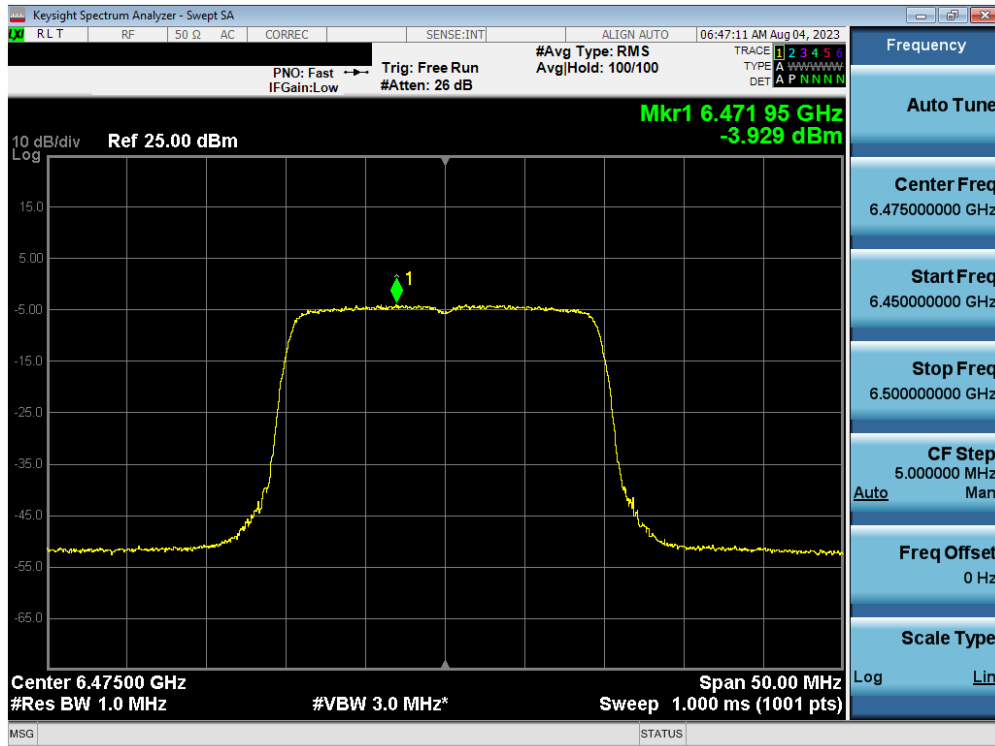 Keysight Spectrum Analyzer - Swept SA
LXI RLT RF 50 Ω AC CORREC SENSE:INT ALIGN AUTO 06:47:11 AM Aug 04, 2023
PNO: Fast
IFGain:Low
Trig: Free Run
#Atten: 26 dB
#Avg Type: RMS
Avg|Hold: 100/100
TRACE 1 2 3 4 5 6
TYPE A WWWWW
DET A P N N N N
Mkr1 6.471 95 GHz
-3.929 dBm
10 dB/div Ref 25.00 dBm
Log
15.0
5.00
-5.00
-15.0
-25.0
-35.0
-45.0
-55.0
-65.0
1
Center 6.47500 GHz Span 50.00 MHz
#Res BW 1.0 MHz #VBW 3.0 MHz* Sweep 1.000 ms (1001 pts)
MSG STATUS
Frequency
Auto Tune
Center Freq
6.475000000 GHz
Start Freq
6.450000000 GHz
Stop Freq
6.500000000 GHz
CF Step
5.000000 MHz
Auto Man
Freq Offset
0 Hz
Scale Type
Log Lin